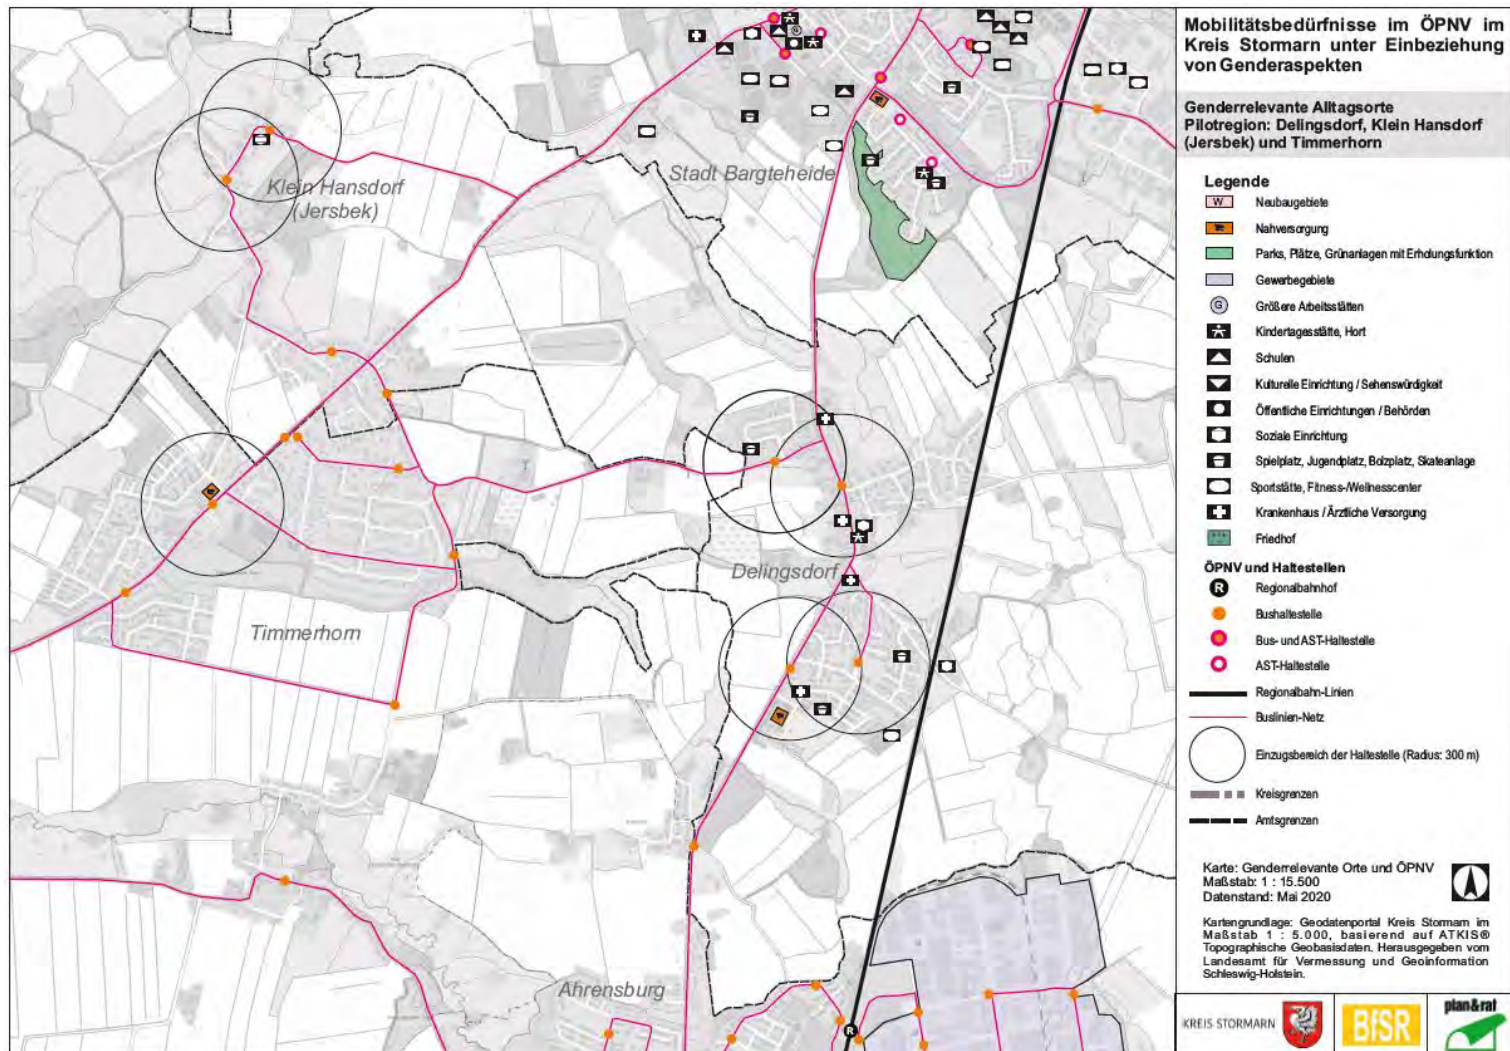 Mobilitätsbedürfnisse im ÖPNV im
Kreis Stormarn unter Einbeziehung
von Genderaspekten
Genderrelevante Alltagsorte
Pilotregion: Delingsdorf, Klein Hansdorf
(Jersbek) und Timmerhorn
Legende
W Neubaugebiete
Nahversorgung
Parks, Plätze, Grünanlagen mit Erholungsfunktion
Gewerbegebiete
G Größere Arbeitsstätten
Kindertagesstätte, Hort
Schulen
Kulturelle Einrichtung / Sehenswürdigkeit
Öffentliche Einrichtungen / Behörden
Soziale Einrichtung
Spielplatz, Jugendplatz, Bolzplatz, Skateanlage
Sportstätte, Fitness-/Wellnesscenter
Krankenhaus / Ärztliche Versorgung
Friedhof
ÖPNV und Haltestellen
R Regionalbahnhof
Bushaltestelle
Bus- und AST-Haltestelle
AST-Haltestelle
Regionalbahn-Linien
Buslinien-Netz
Einzugsbereich der Haltestelle (Radius: 300 m)
Kreisgrenzen
Amtsgrenzen
Karte: Genderrelevante Orte und ÖPNV
Maßstab: 1 : 15.500
Datenstand: Mai 2020
Kartengrundlage: Geodatenportal Kreis Stormarn im
Maßstab 1 : 5.000, basierend auf ATKIS®
Topographische Geobasisdaten. Herausgegeben vom
Landesamt für Vermessung und Geoinformation
Schleswig-Holstein.
KREIS STORMARN
BfSR
plan&rat
Stadt Bargteheide
Klein Hansdorf
(Jersbek)
Delingsdorf
Timmerhorn
Ahrensburg
G
R